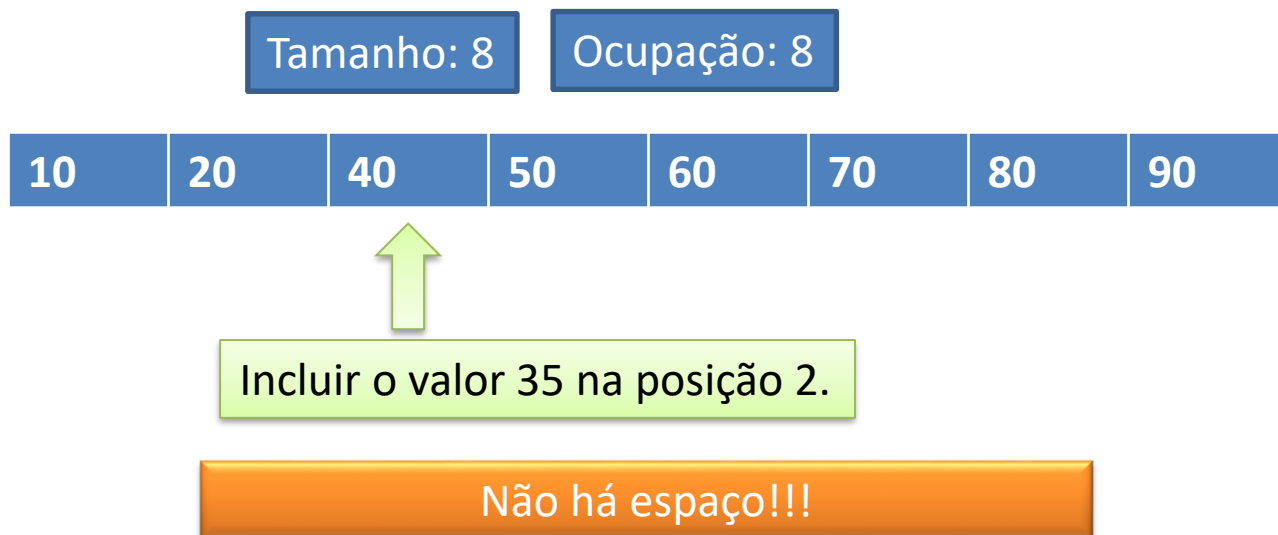 Tamanho: 8 Ocupação: 8
10 20 40 50 60 70 80 90
Incluir o valor 35 na posição 2.
Não há espaço!!!